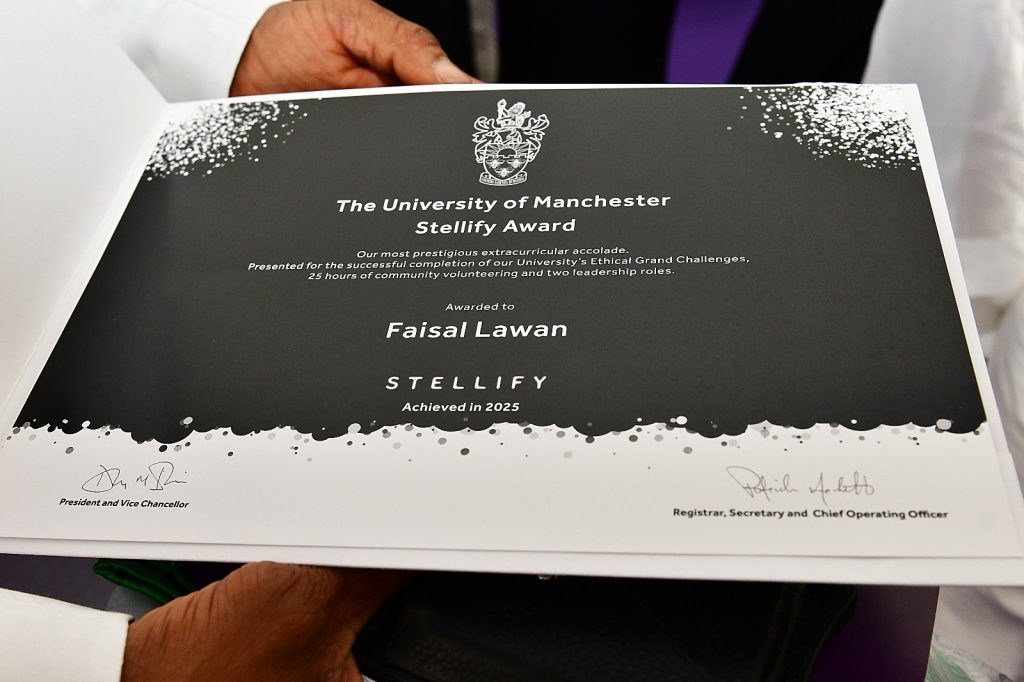 The University of Manchester
Stellify Award
Our most prestigious extracurricular accolade.
Presented for the successful completion of our University's Ethical Grand Challenges,
25 hours of community volunteering and two leadership roles.
Awarded to
Faisal Lawan
STELLIFY
Achieved in 2025
President and Vice Chancellor
Registrar, Secretary and Chief Operating Officer